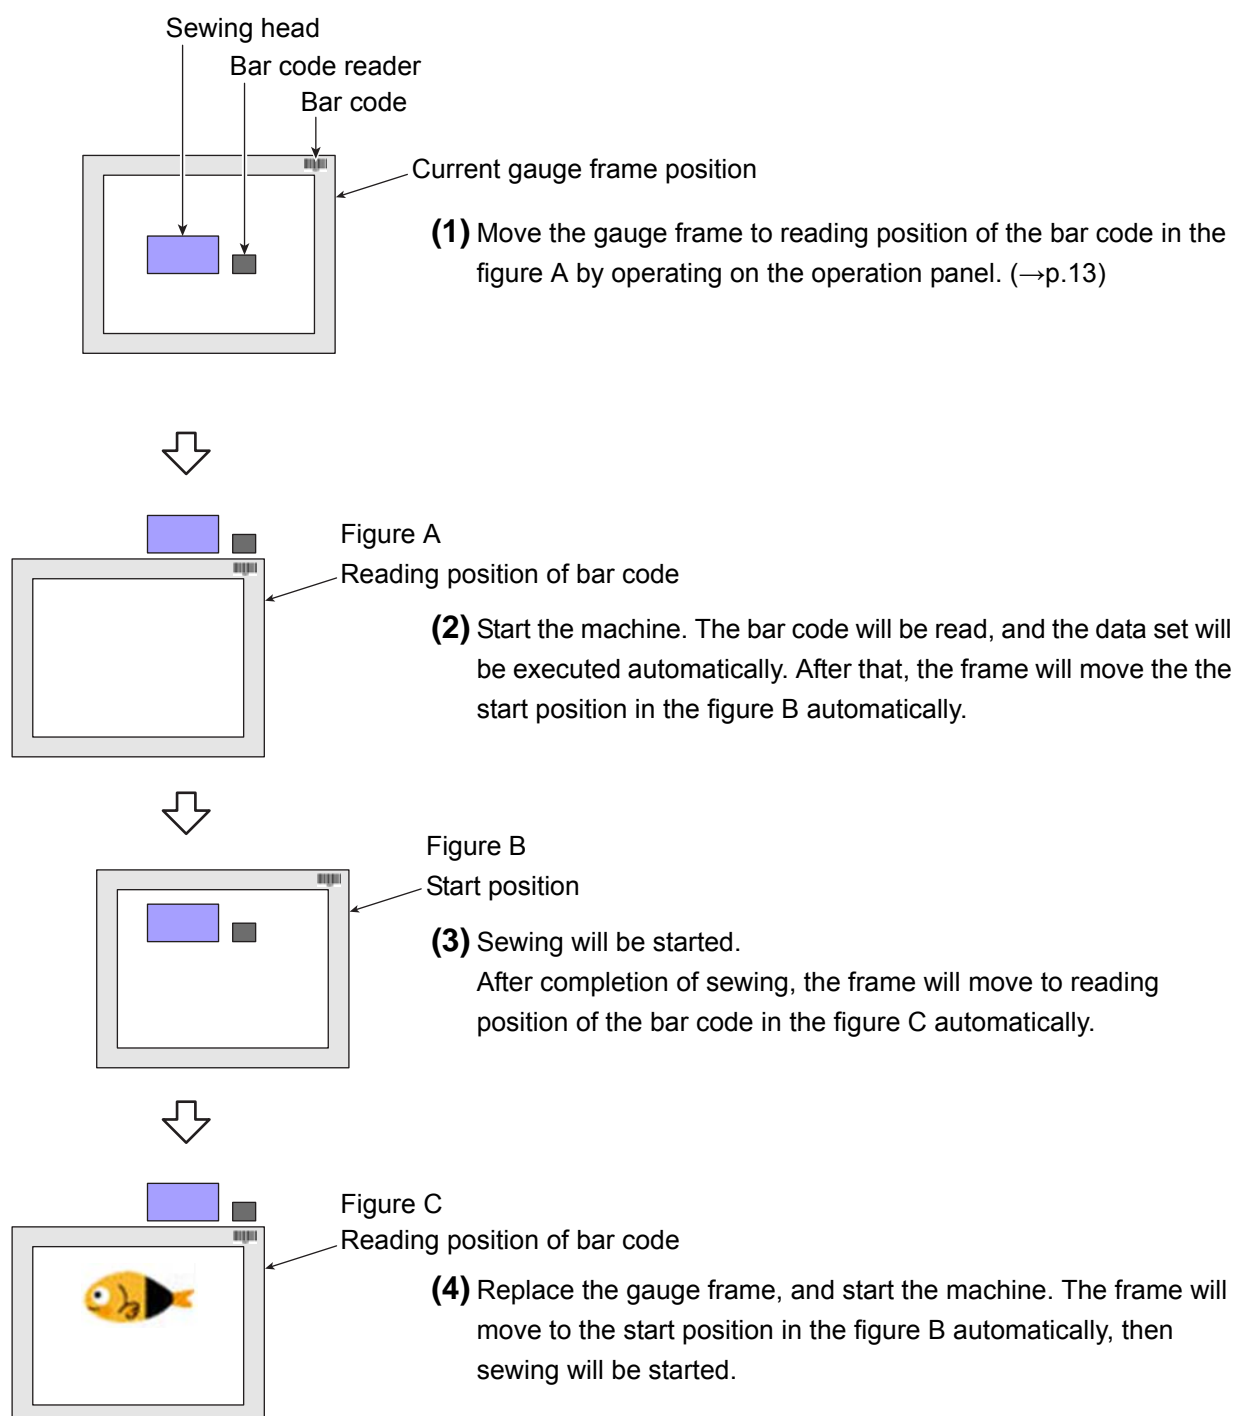 Sewing head
Bar code reader
Bar code
Current gauge frame position
(1) Move the gauge frame to reading position of the bar code in the
figure A by operating on the operation panel. (→p.13)
Figure A
Reading position of bar code
(2) Start the machine. The bar code will be read, and the data set will
be executed automatically. After that, the frame will move the the
start position in the figure B automatically.
Figure B
Start position
(3) Sewing will be started.
After completion of sewing, the frame will move to reading
position of the bar code in the figure C automatically.
Figure C
Reading position of bar code
(4) Replace the gauge frame, and start the machine. The frame will
move to the start position in the figure B automatically, then
sewing will be started.